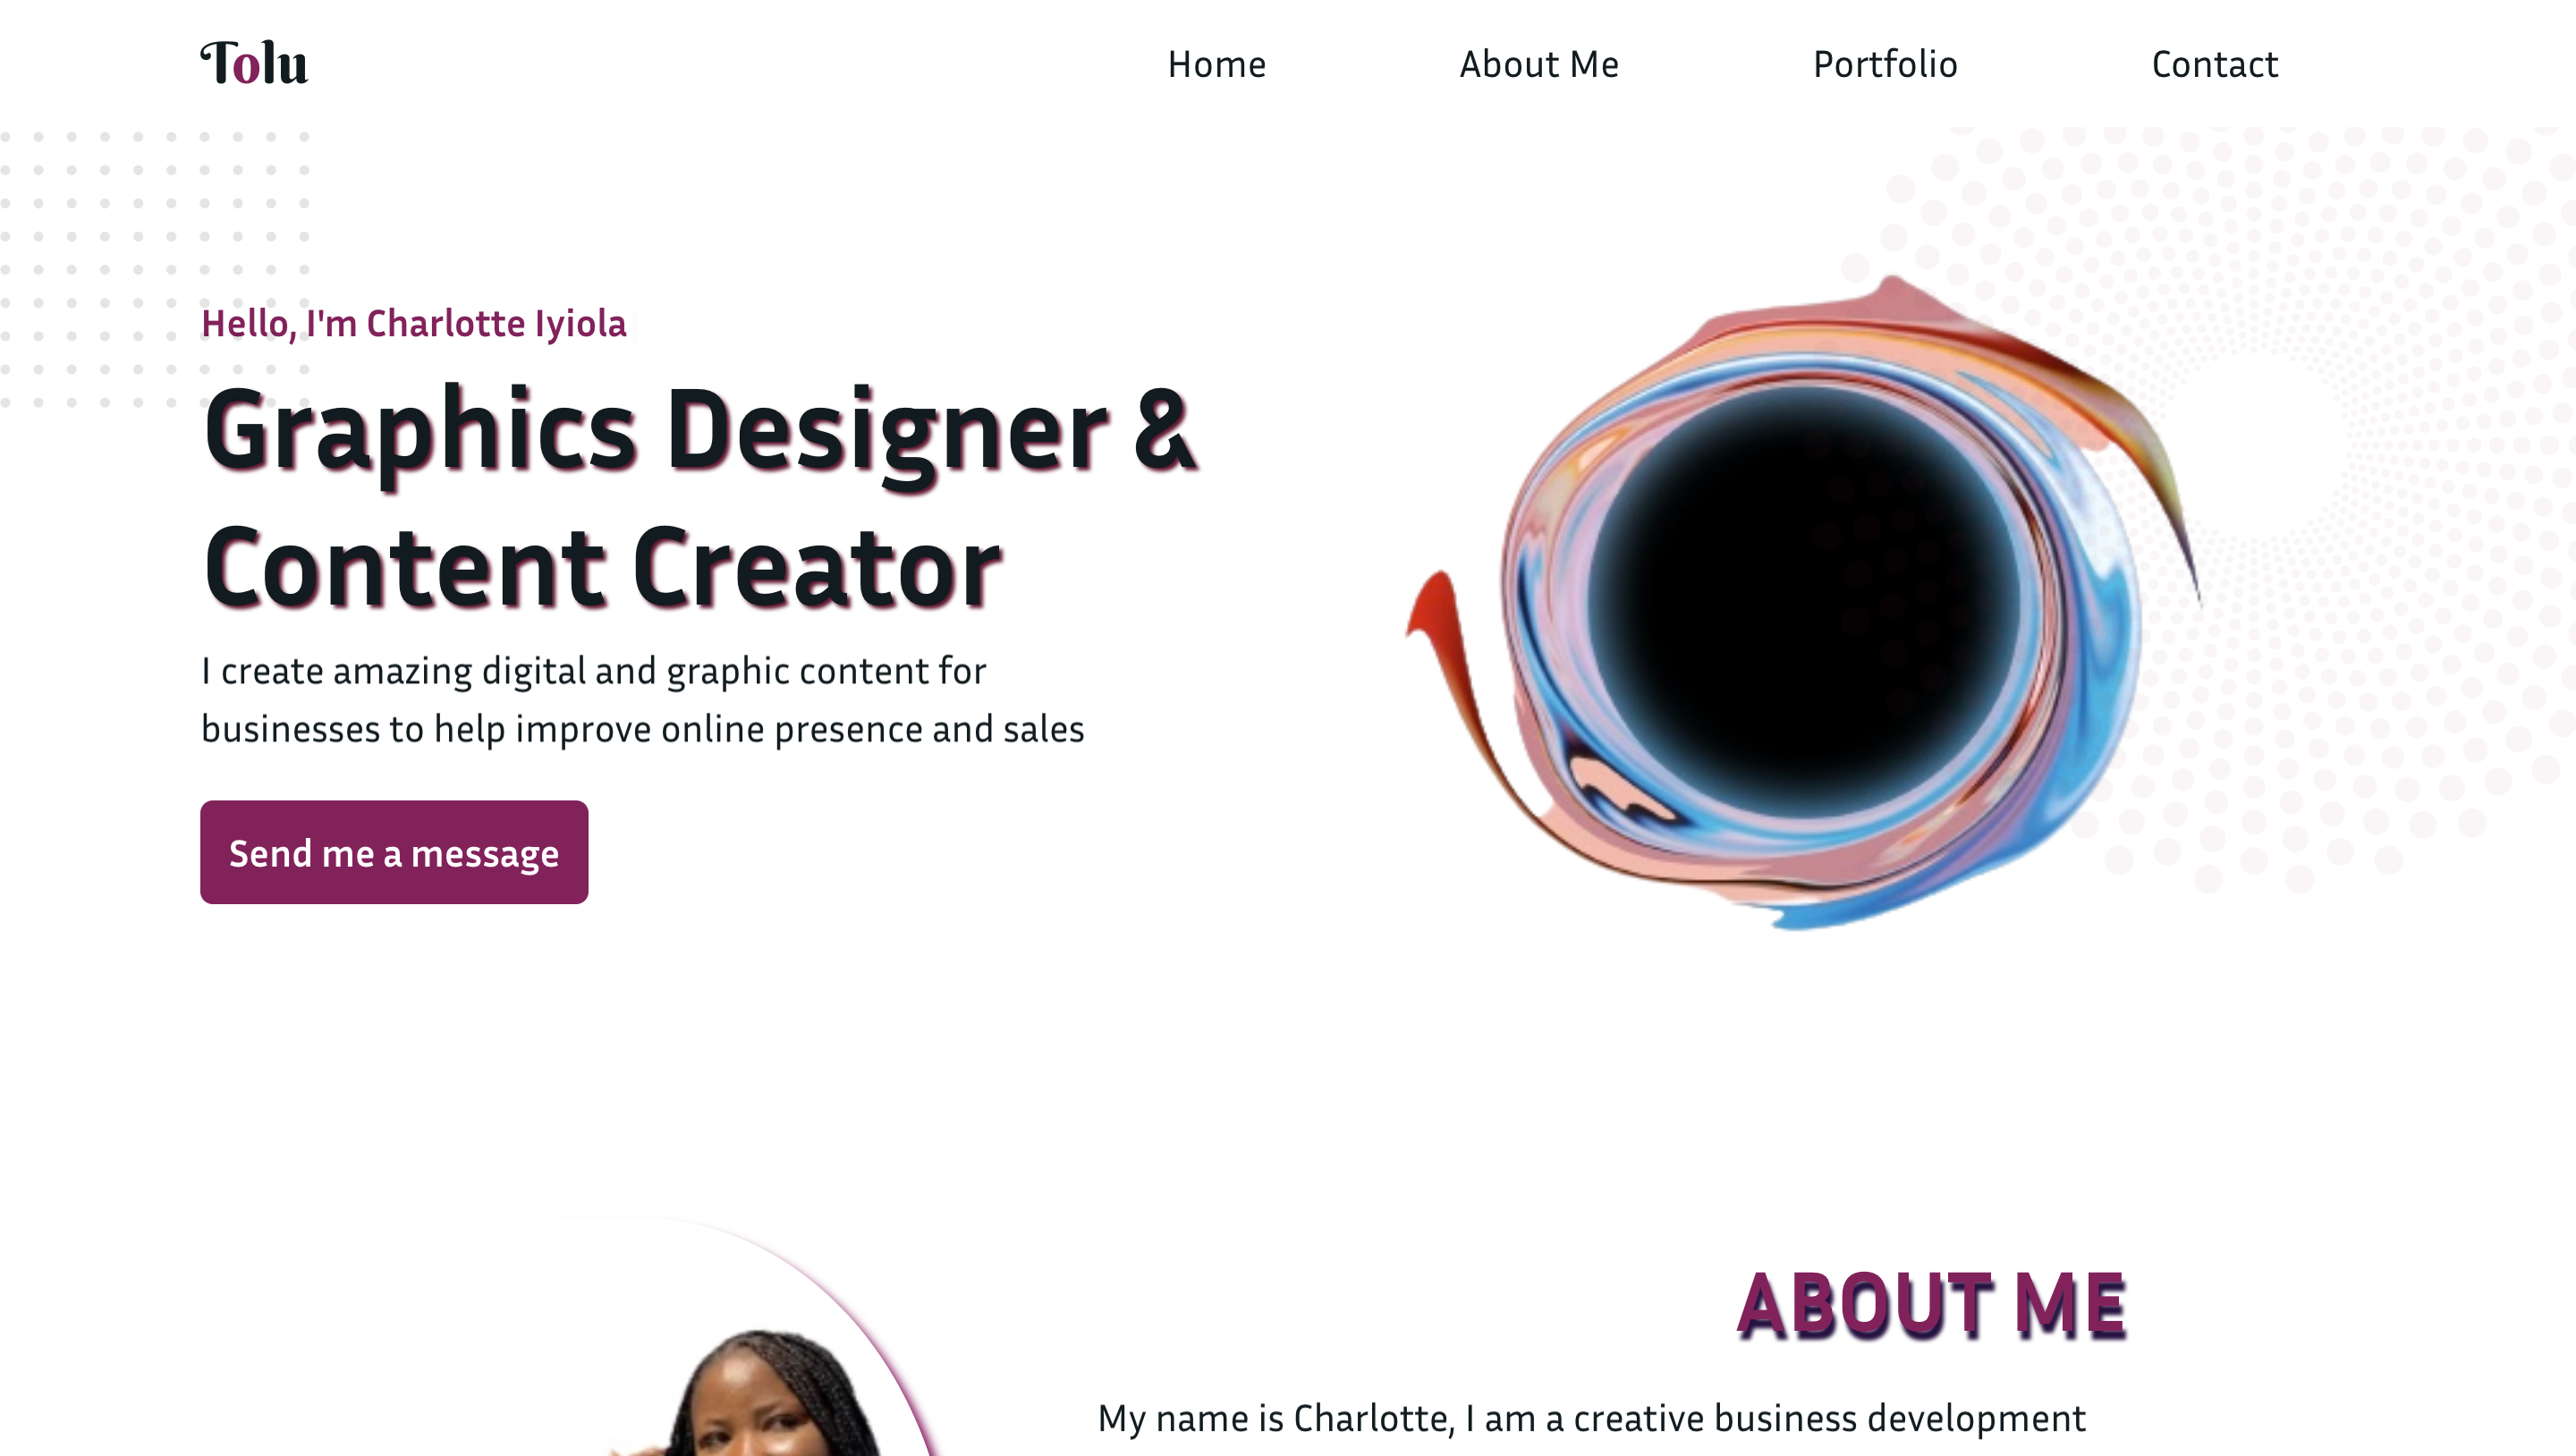 Tolu
Home
About Me
Portfolio
Contact
Hello, I'm Charlotte Iyiola
Graphics Designer &
Content Creator
I create amazing digital and graphic content for
businesses to help improve online presence and sales
Send me a message
ABOUT ME
My name is Charlotte, I am a creative business development